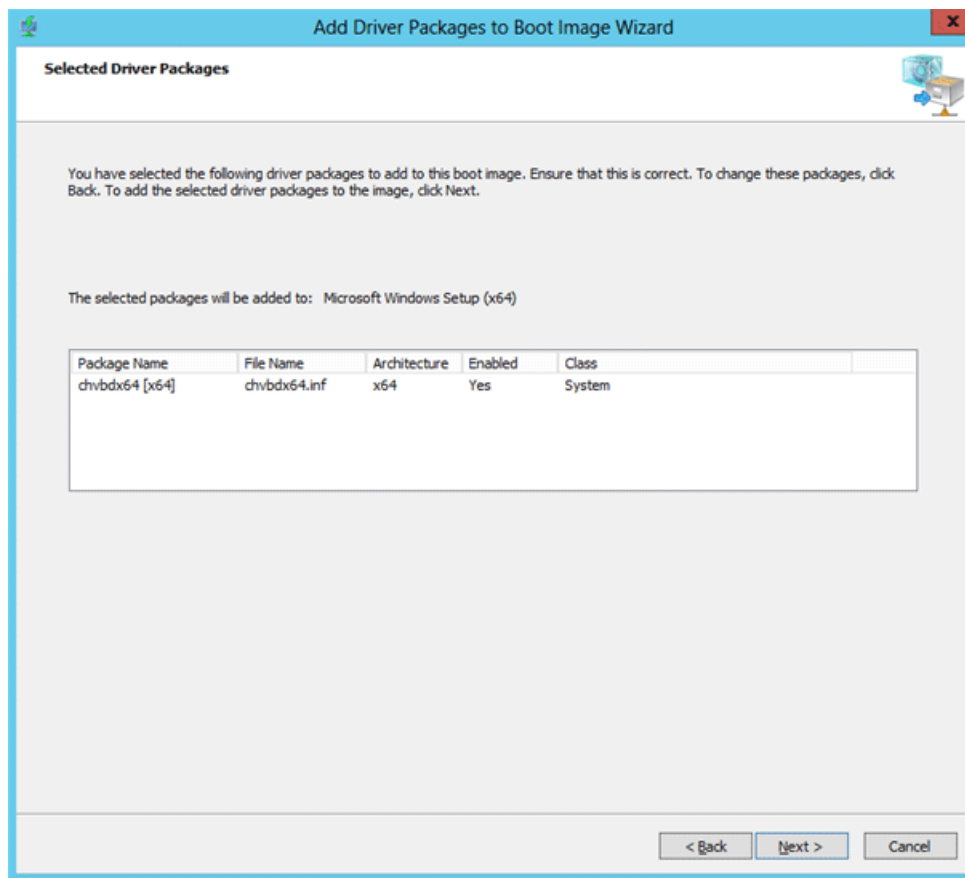 Add Driver Packages to Boot Image Wizard
x
Selected Driver Packages
You have selected the following driver packages to add to this boot image. Ensure that this is correct. To change these packages, click
Back. To add the selected driver packages to the image, click Next.
The selected packages will be added to: Microsoft Windows Setup (x64)
Package Name File Name Architecture Enabled Class
chvbdx64 [x64] chvbdx64.inf x64 Yes System
< Back Next > Cancel